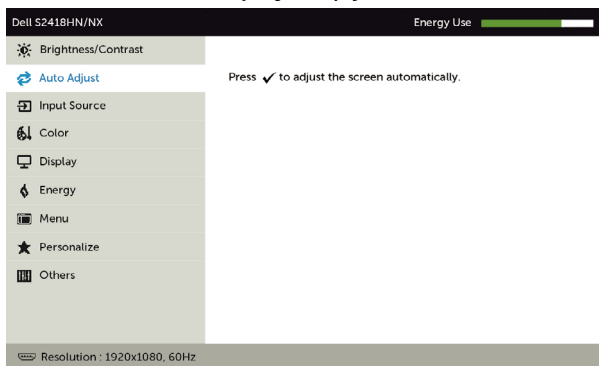 Dell S2418HN/NX
Energy Use
Brightness/Contrast
Auto Adjust
Press ✓ to adjust the screen automatically.
Input Source
Color
Display
Energy
Menu
Personalize
Others
Resolution : 1920x1080, 60Hz